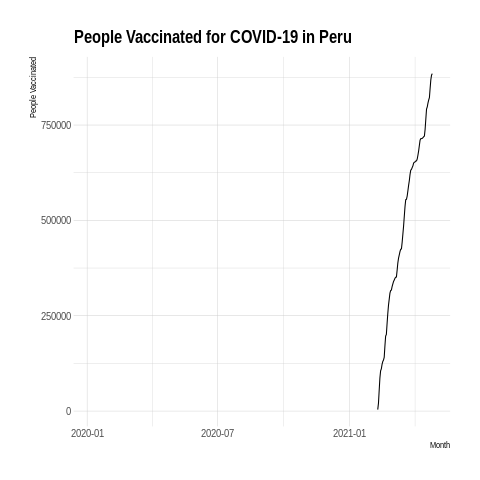 People Vaccinated for COVID-19 in Peru
People Vaccinated
750000
500000
250000
0
2020-01
2020-07
2021-01
Month